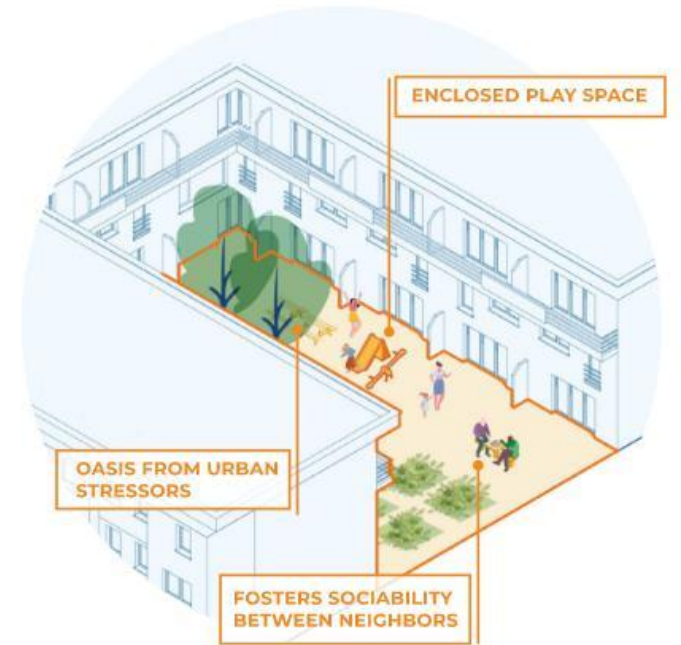 ENCLOSED PLAY SPACE
OASIS FROM URBAN
STRESSORS
FOSTERS SOCIABILITY
BETWEEN NEIGHBORS